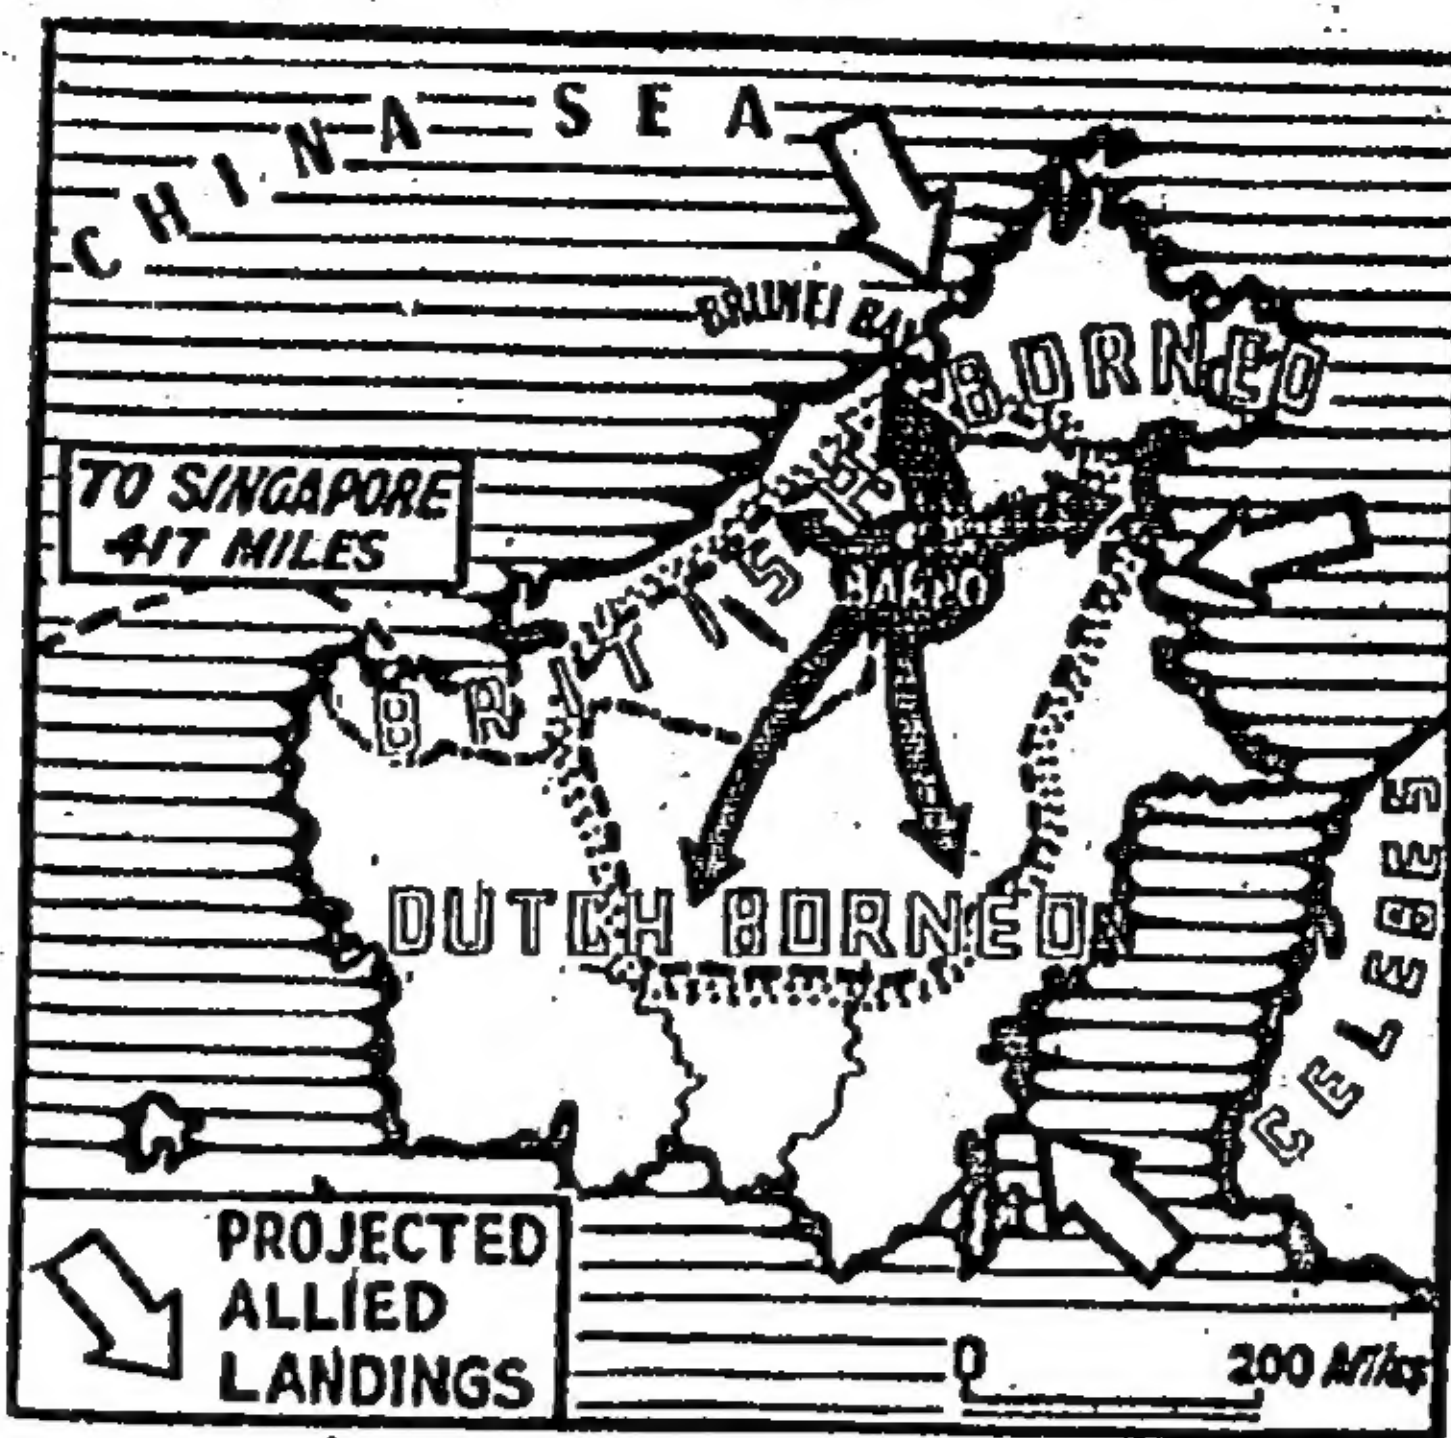 CHINA SEA
BRUNEI BAY
BRITISH BORNEO
TO SINGAPORE
417 MILES
BARIO
DUTCH BORNEO
CELEBES
PROJECTED
ALLIED
LANDINGS
0 200 Miles